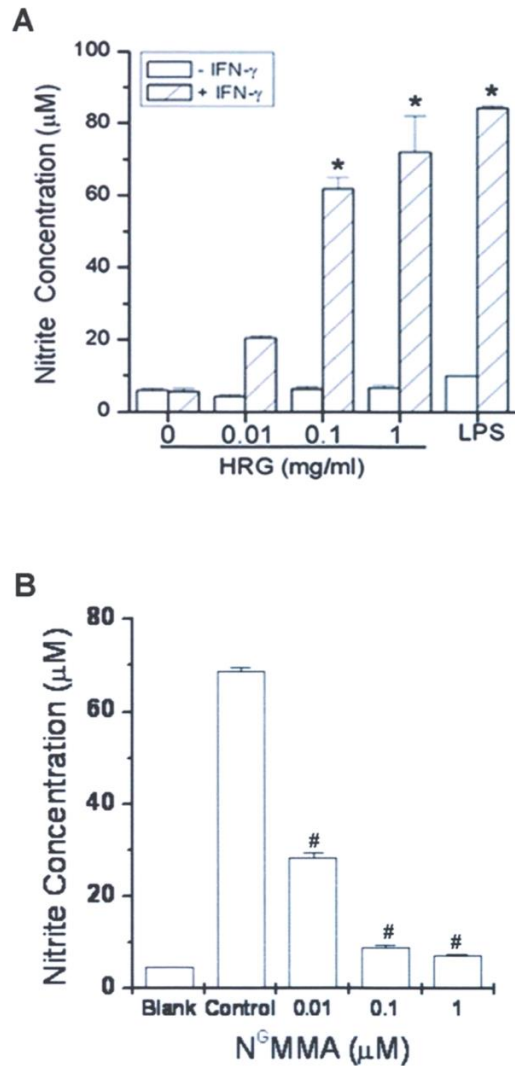 A
Nitrite Concentration (μM)
100
80
60
40
20
0
- IFN-γ
+ IFN-γ
*
*
*
0 0.01 0.1 1 LPS
HRG (mg/ml)
B
Nitrite Concentration (μM)
80
60
40
20
0
#
#
#
Blank Control 0.01 0.1 1
NᴳMMA (μM)